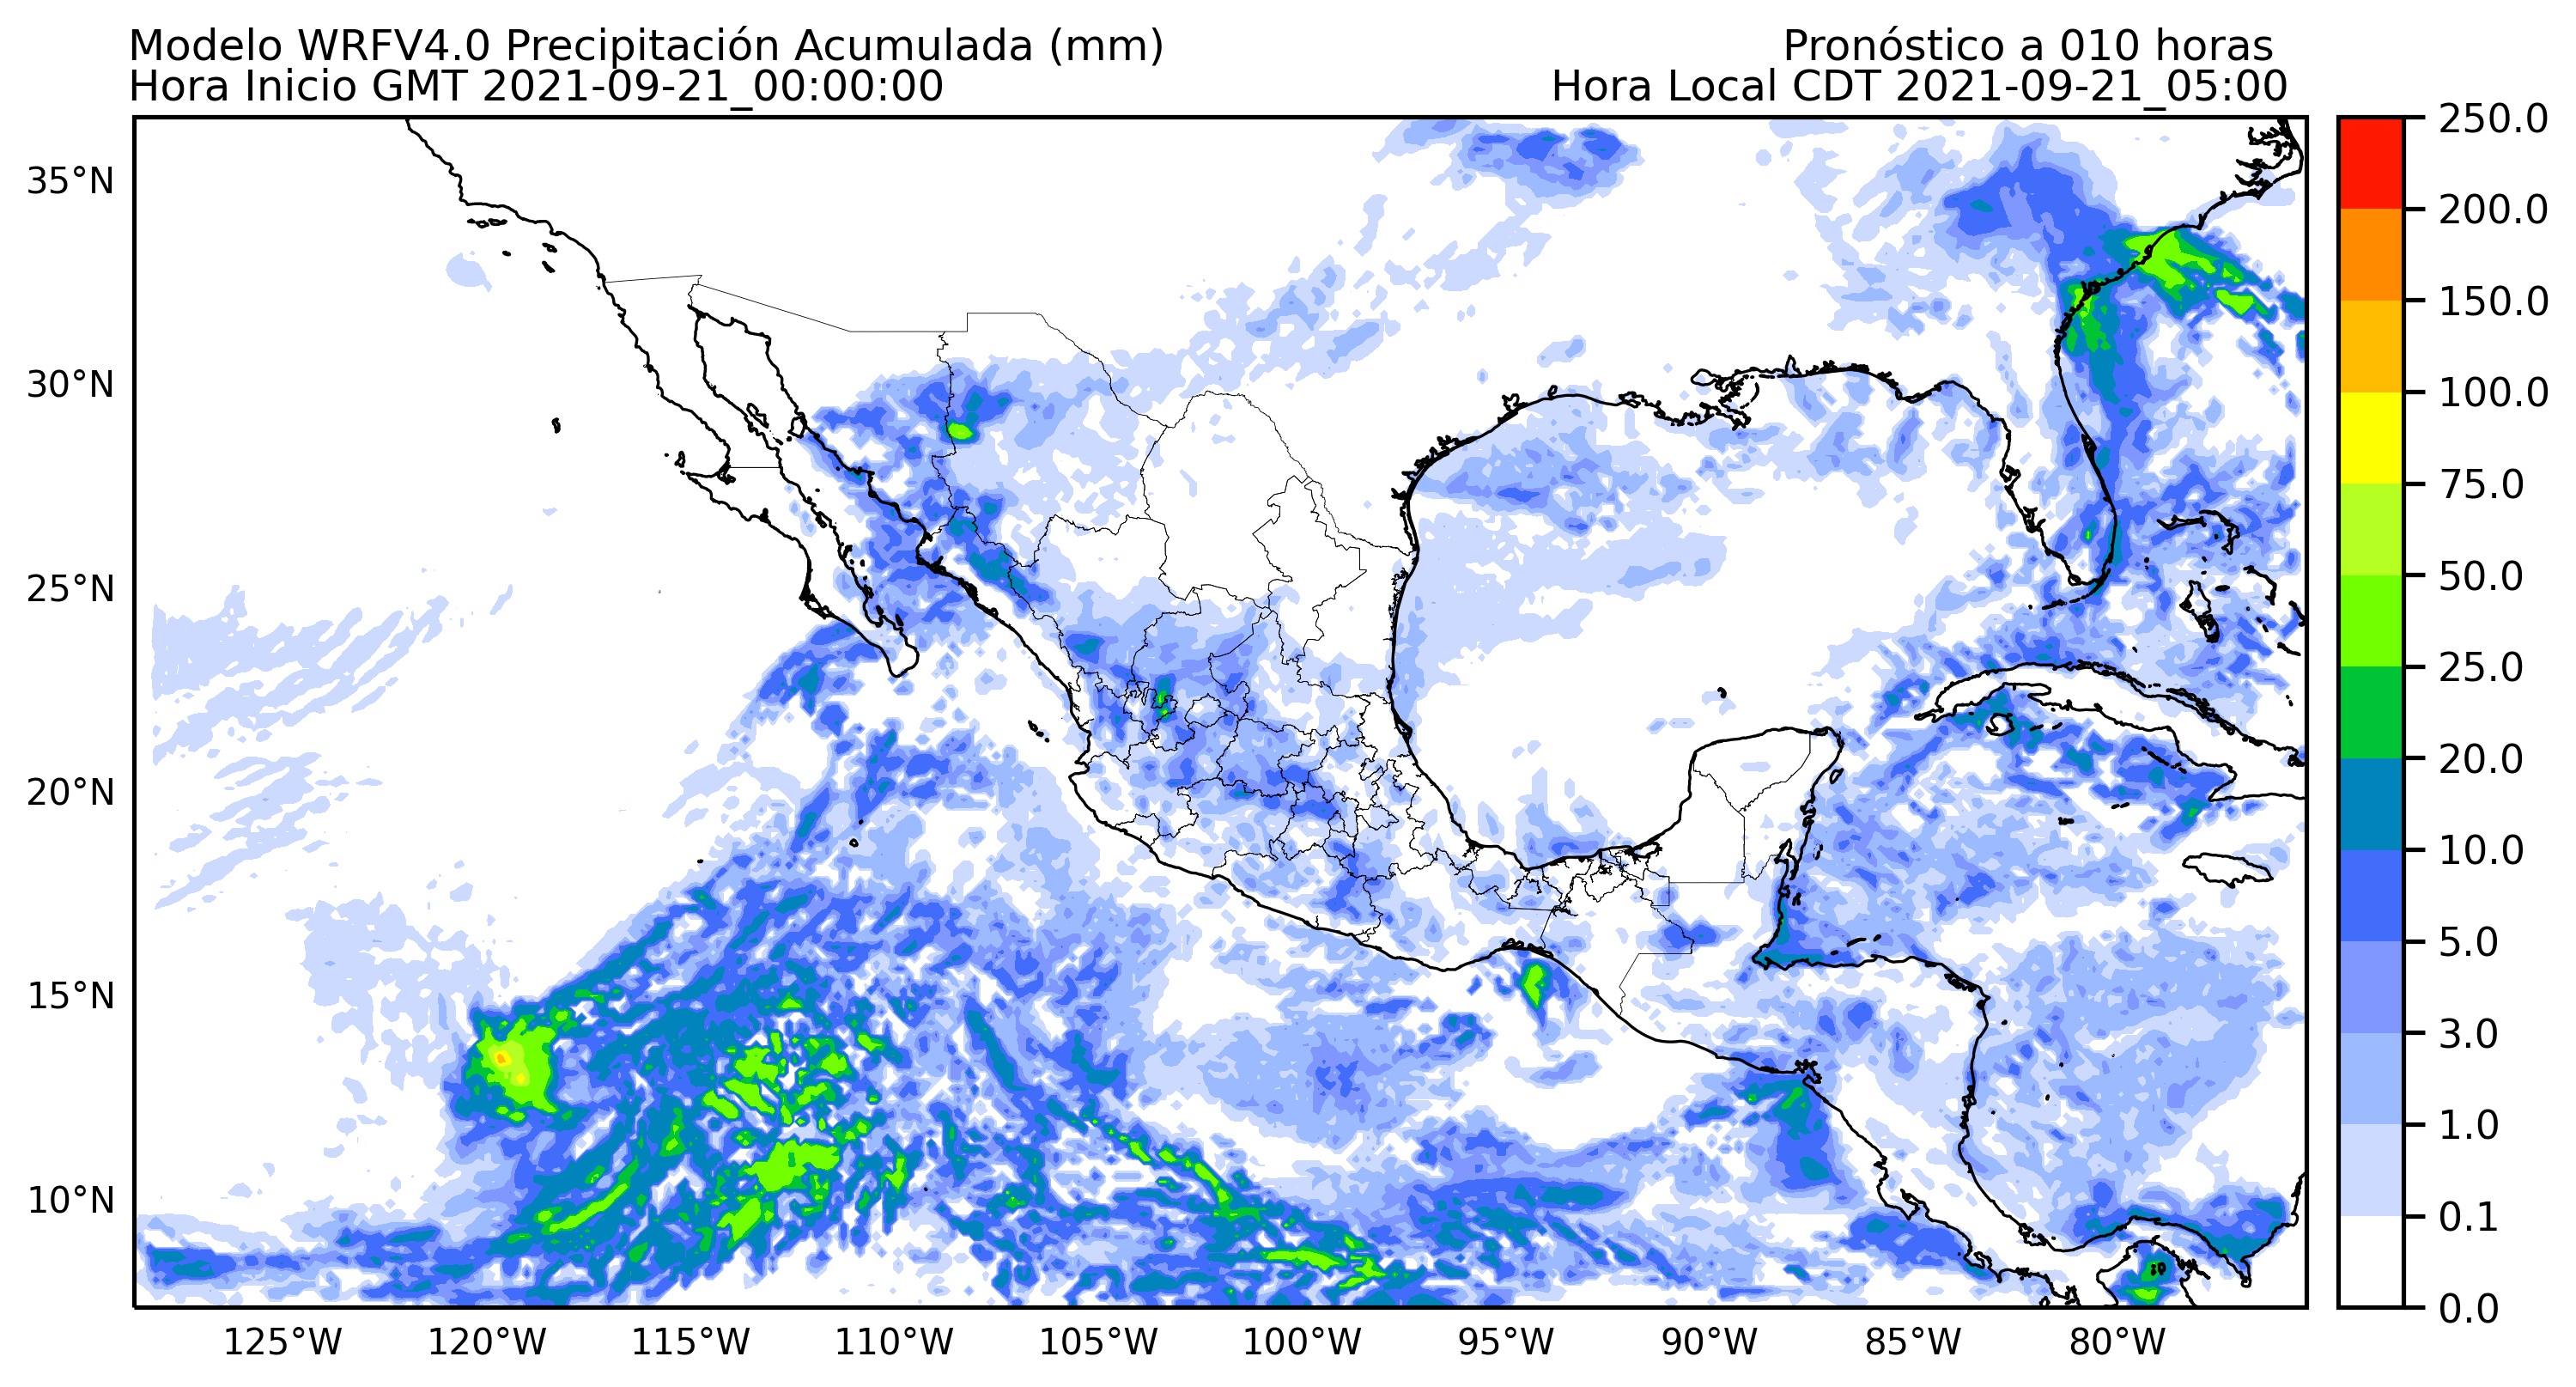 Modelo WRFV4.0 Precipitación Acumulada (mm)
Pronóstico a 010 horas
Hora Inicio GMT 2021-09-21_00:00:00
Hora Local CDT 2021-09-21_05:00
35°N
30°N
25°N
20°N
15°N
10°N
125°W
120°W
115°W
110°W
105°W
100°W
95°W
90°W
85°W
80°W
250.0
200.0
150.0
100.0
75.0
50.0
25.0
20.0
10.0
5.0
3.0
1.0
0.1
0.0